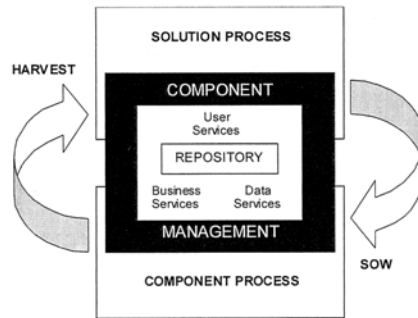 SOLUTION PROCESS
HARVEST
COMPONENT
User
Services
REPOSITORY
Business Data
Services Services
MANAGEMENT
SOW
COMPONENT PROCESS